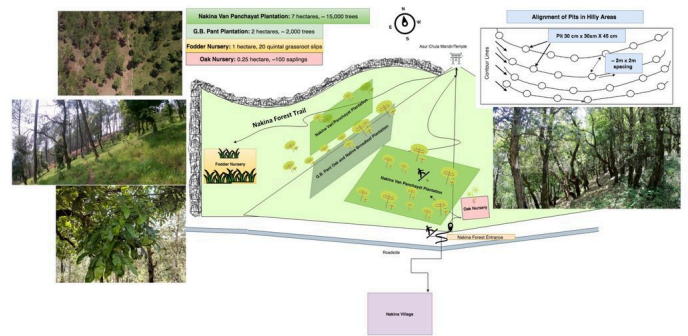 Nakina Van Panchayat Plantation: 7 hectares, ~ 15,000 trees
G.B. Pant Plantation: 2 hectares, ~ 2,000 trees
Fodder Nursery: 1 hectare, 20 quintal grassroot slips
Oak Nursery: 0.25 hectare, ~100 saplings
N
E
W
S
Alignment of Pits in Hilly Areas
Pit 30 cm x 30cm X 45 cm
~ 2m x 2m
spacing
Contour Lines
Asur Chula Mandir/Temple
Nakina Forest Trail
Nakina Van Panchayat Plantation
G.B. Pant Oak and Native Broadleaf Plantation
Fodder Nursery
Nakina Van Panchayat Plantation
Oak Nursery
Nakina Forest Entrance
Roadside
Nakina Village